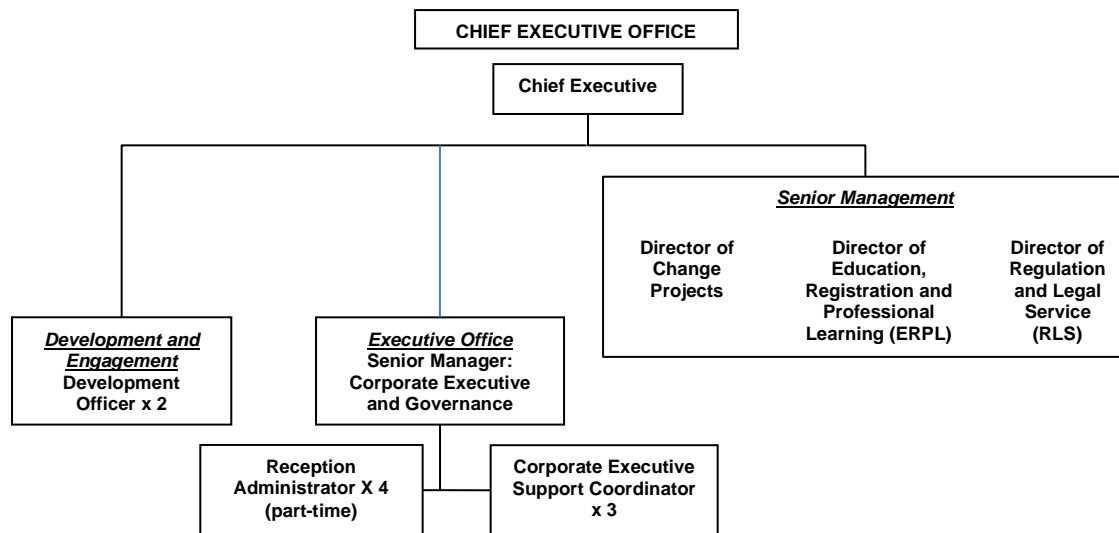 CHIEF EXECUTIVE OFFICE
Chief Executive
Senior Management
Director of
Change
Projects
Director of
Education,
Registration and
Professional
Learning (ERPL)
Director of
Regulation
and Legal
Service
(RLS)
Development and
Engagement
Development
Officer x 2
Executive Office
Senior Manager:
Corporate Executive
and Governance
Reception
Administrator X 4
(part-time)
Corporate Executive
Support Coordinator
x 3